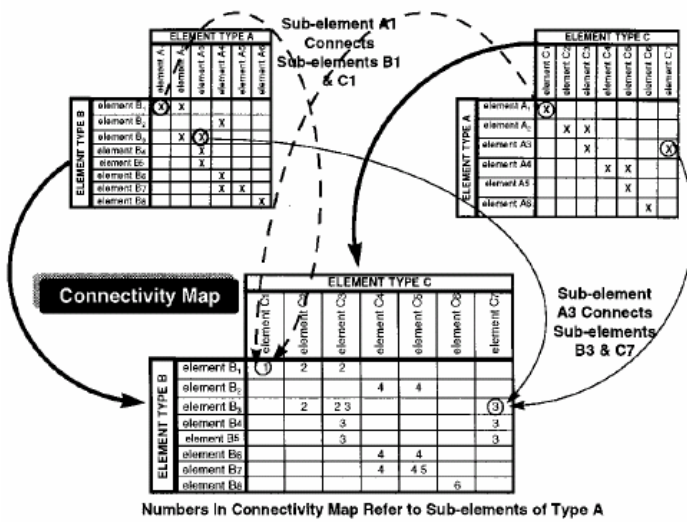 Sub-element A1
Connects
Sub-elements B1
& C1
ELEMENT TYPE A
element A₁
element A₂
element A₃
element A4
element A5
element A6
ELEMENT TYPE B
element B₁ X X
element B₂ X
element B₃ X X
element B4 X
element B5 X
element B6 X
element B7 X X
element B8 X
ELEMENT TYPE C
element C1
element C2
element C3
element C4
element C5
element C6
element C7
ELEMENT TYPE A
element A₁ X
element A₂ X X
element A3 X X
element A4 X X
element A5 X
element A6 X
Connectivity Map
Sub-element
A3 Connects
Sub-elements
B3 & C7
ELEMENT TYPE C
element C1
element C2
element C3
element C4
element C5
element C6
element C7
ELEMENT TYPE B
element B₁ 1 2 2
element B₂ 4 4
element B₃ 2 2 3 3
element B4 3 3
element B5 3 3
element B6 4 4
element B7 4 4 5
element B8 6
Numbers In Connectivity Map Refer to Sub-elements of Type A